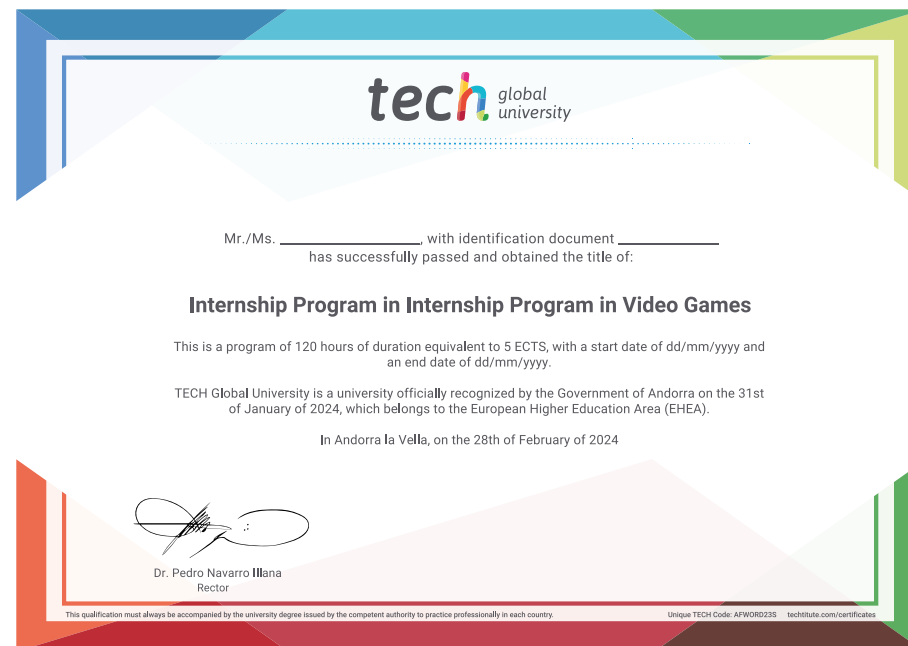 tech global university
Mr./Ms. ____________________, with identification document ______________
has successfully passed and obtained the title of:
Internship Program in Internship Program in Video Games
This is a program of 120 hours of duration equivalent to 5 ECTS, with a start date of dd/mm/yyyy and
an end date of dd/mm/yyyy.
TECH Global University is a university officially recognized by the Government of Andorra on the 31st
of January of 2024, which belongs to the European Higher Education Area (EHEA).
In Andorra la Vella, on the 28th of February of 2024
Dr. Pedro Navarro Illana
Rector
This qualification must always be accompanied by the university degree issued by the competent authority to practice professionally in each country. Unique TECH Code: AFWORD23S techtitute.com/certificates